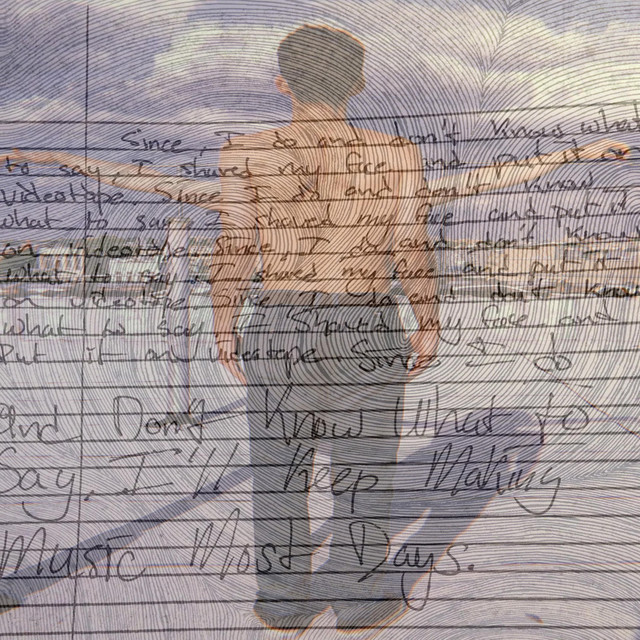 Since, I do and don't know what
to say, I shaved my face and put it on
videotape. Since I do and don't know
what to say I shaved my face and put it
on videotape. Since, I do and don't know
what to say I shaved my face and put it
on videotape Since I do and don't know
what to say I shaved my face and
Put it on videotape Since I do
And Don't Know What to
Say, I'll Keep Making
Music Most Days.